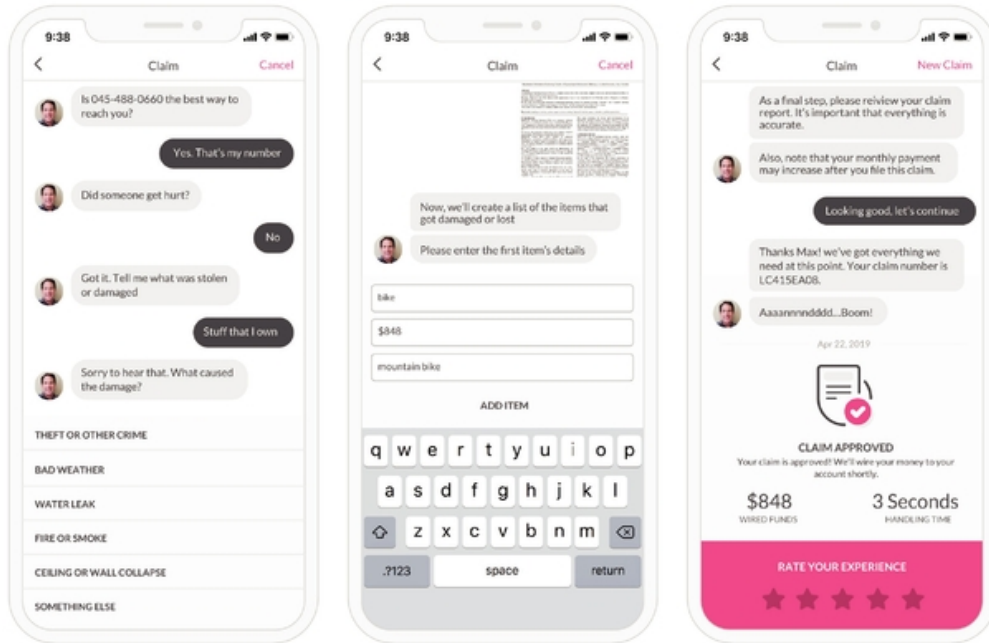 9:38
Claim
Cancel
Is 045-488-0660 the best way to
reach you?
Yes. That's my number
Did someone get hurt?
No
Got it. Tell me what was stolen
or damaged
Stuff that I own
Sorry to hear that. What caused
the damage?
THEFT OR OTHER CRIME
BAD WEATHER
WATER LEAK
FIRE OR SMOKE
CEILING OR WALL COLLAPSE
SOMETHING ELSE
9:38
Claim
Cancel
Now, we'll create a list of the items that
got damaged or lost
Please enter the first item's details
bike
$848
mountain bike
ADD ITEM
q w e r t y u i o p
a s d f g h j k l
z x c v b n m
.?123 space return
9:38
Claim
New Claim
As a final step, please reiview your claim
report. It's important that everything is
accurate.
Also, note that your monthly payment
may increase after you file this claim.
Looking good, let's continue
Thanks Max! we've got everything we
need at this point. Your claim number is
LC415EA08.
Aaaannnndddd...Boom!
Apr 22, 2019
CLAIM APPROVED
Your claim is approved! We'll wire your money to your
account shortly.
$848 3 Seconds
WIRED FUNDS HANDLING TIME
RATE YOUR EXPERIENCE